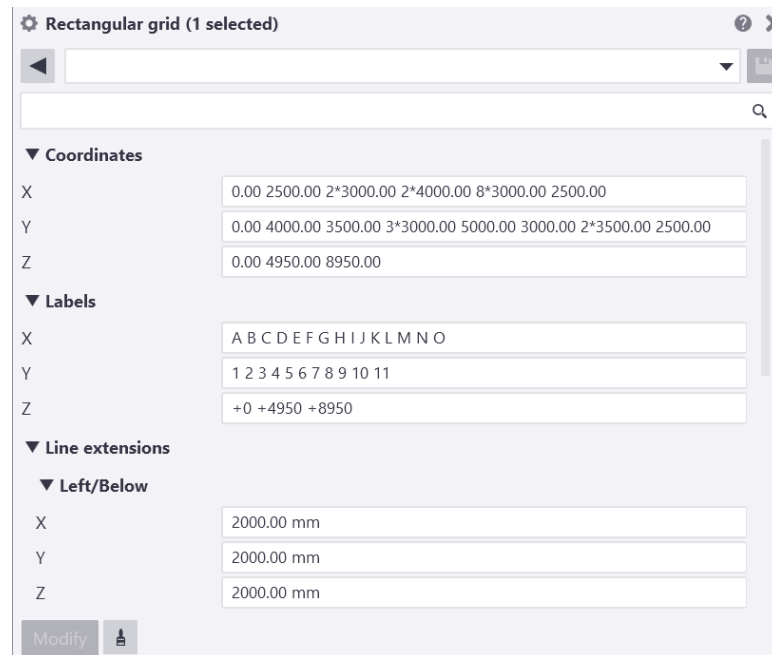 Rectangular grid (1 selected)
Coordinates
X 0.00 2500.00 2*3000.00 2*4000.00 8*3000.00 2500.00
Y 0.00 4000.00 3500.00 3*3000.00 5000.00 3000.00 2*3500.00 2500.00
Z 0.00 4950.00 8950.00
Labels
X A B C D E F G H I J K L M N O
Y 1 2 3 4 5 6 7 8 9 10 11
Z +0 +4950 +8950
Line extensions
Left/Below
X 2000.00 mm
Y 2000.00 mm
Z 2000.00 mm
Modify